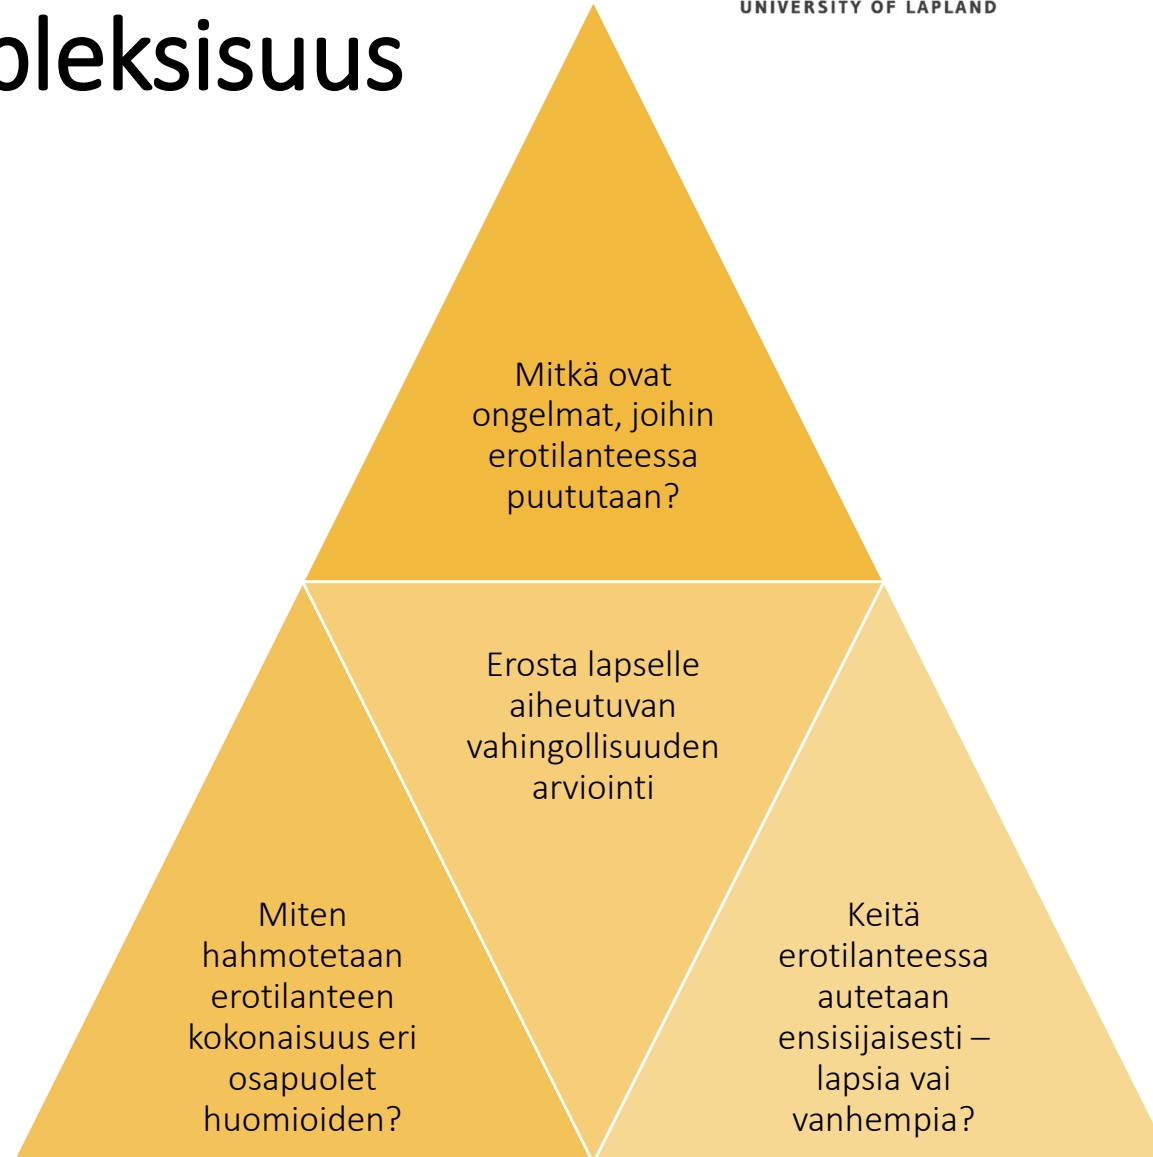 UNIVERSITY OF LAPLAND
pleksisuus
Mitkä ovat
ongelmat, joihin
erotilanteessa
puututaan?
Erosta lapselle
aiheutuvan
vahingollisuuden
arviointi
Miten
hahmotetaan
erotilanteen
kokonaisuus eri
osapuolet
huomioiden?
Keitä
erotilanteessa
autetaan
ensisijaisesti –
lapsia vai
vanhempia?